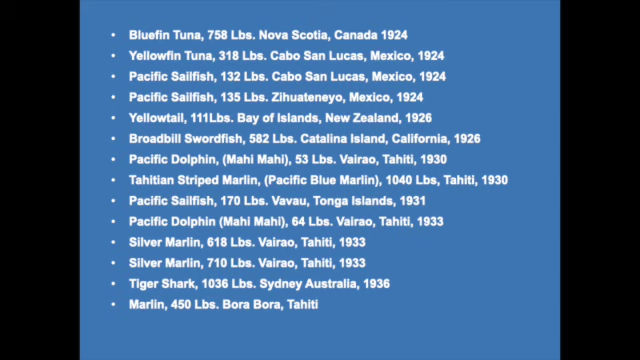 • Bluefin Tuna, 758 Lbs. Nova Scotia, Canada 1924
• Yellowfin Tuna, 318 Lbs. Cabo San Lucas, Mexico, 1924
• Pacific Sailfish, 132 Lbs. Cabo San Lucas, Mexico, 1924
• Pacific Sailfish, 135 Lbs. Zihuateneyo, Mexico, 1924
• Yellowtail, 111Lbs. Bay of Islands, New Zealand, 1926
• Broadbill Swordfish, 582 Lbs. Catalina Island, California, 1926
• Pacific Dolphin, (Mahi Mahi), 53 Lbs. Vairao, Tahiti, 1930
• Tahitian Striped Marlin, (Pacific Blue Marlin), 1040 Lbs, Tahiti, 1930
• Pacific Sailfish, 170 Lbs. Vavau, Tonga Islands, 1931
• Pacific Dolphin (Mahi Mahi), 64 Lbs. Vairao, Tahiti, 1933
• Silver Marlin, 618 Lbs. Vairao, Tahiti, 1933
• Silver Marlin, 710 Lbs. Vairao, Tahiti, 1933
• Tiger Shark, 1036 Lbs. Sydney Australia, 1936
• Marlin, 450 Lbs. Bora Bora, Tahiti